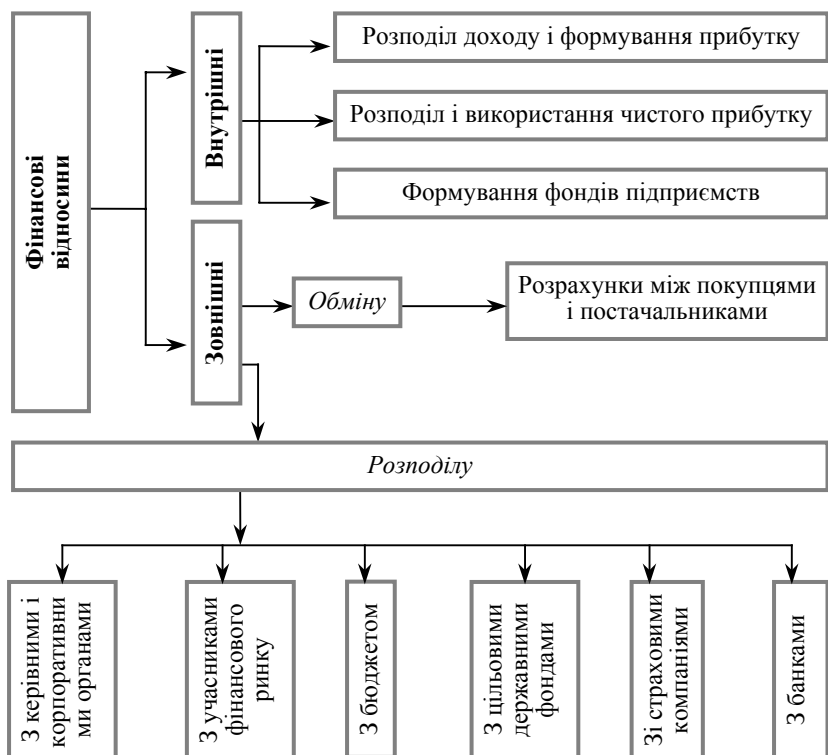 Фінансові
відносини
Внутрішні
Розподіл доходу і формування прибутку
Розподіл і використання чистого прибутку
Формування фондів підприємств
Зовнішні
Обміну
Розрахунки між покупцями
і постачальниками
Розподілу
З керівними і
корпоративни
ми органами
З учасниками
фінансового
ринку
З бюджетом
З цільовими
державними
фондами
Зі страховими
компаніями
З банками